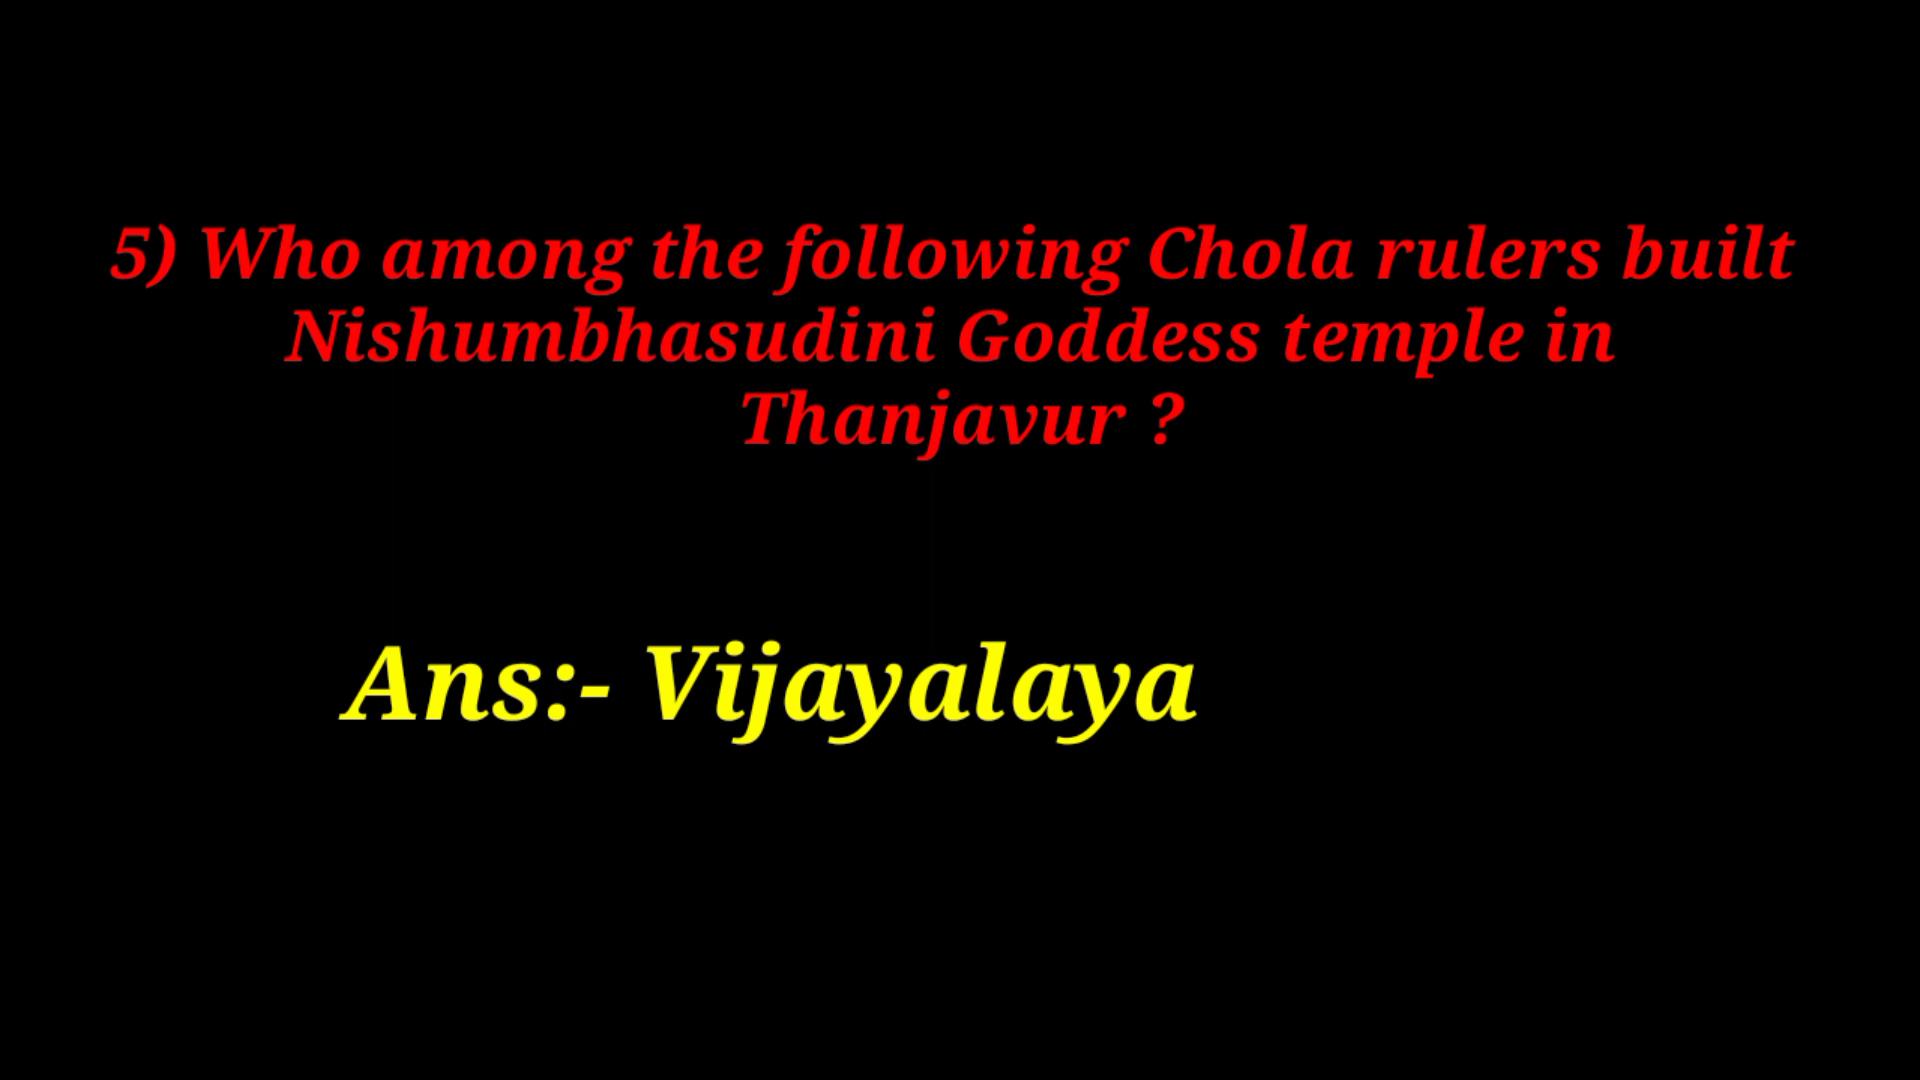 5) Who among the following Chola rulers built
Nishumbhasudini Goddess temple in
Thanjavur ?
Ans:- Vijayalaya